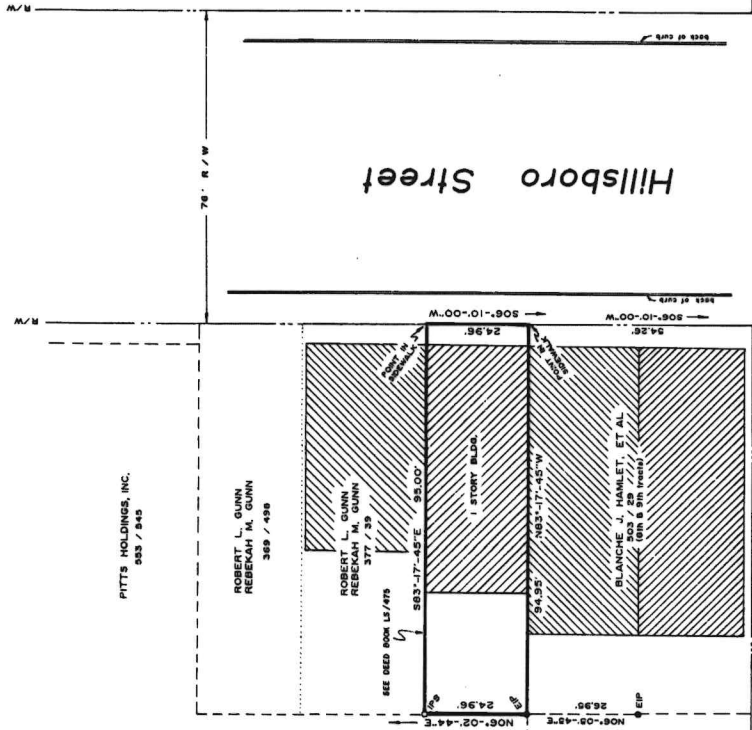 R/W
back of curb
76' R/W
Hillsboro Street
back of curb
R/W
S06°-10'-00"W
S06°-10'-00"W
24.96'
54.26'
POINT IN
SIDEWALK
POINT IN
SIDEWALK
PITTS HOLDINGS, INC.
553 / 845
ROBERT L. GUNN
REBEKAH M. GUNN
369 / 498
ROBERT L. GUNN
REBEKAH M. GUNN
377 / 39
SEE DEED BOOK LS/475
S83°-17'-45"E 95.00'
1 STORY BLDG.
94.95' N83°-17'-45"W
BLANCHE J. HAMLET, ET AL
503 / 29
(8th & 9th tracts)
IPS
24.96'
EIP
N06°-02'-44"E
26.95'
N06°-05'-45"E
EIP